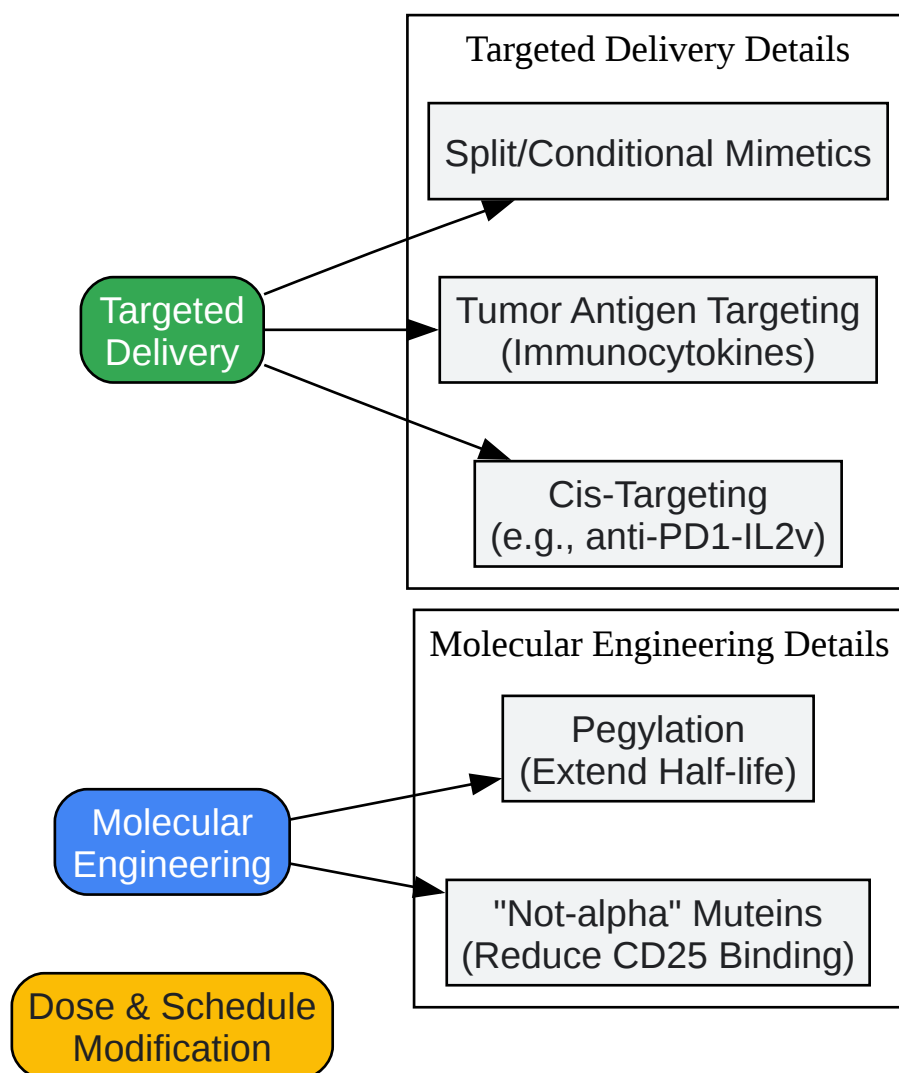 Targeted Delivery Details
Split/Conditional Mimetics
Targeted
Delivery
Tumor Antigen Targeting
(Immunocytokines)
Cis-Targeting
(e.g., anti-PD1-IL2v)
Molecular Engineering Details
Pegylation
(Extend Half-life)
Molecular
Engineering
"Not-alpha" Muteins
(Reduce CD25 Binding)
Dose & Schedule
Modification